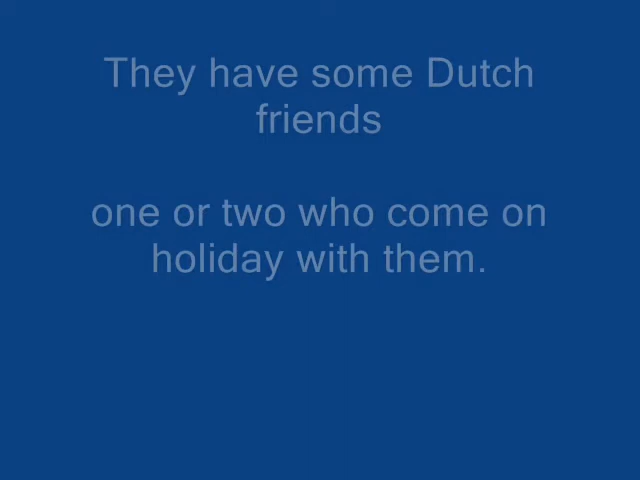 They have some Dutch
friends
one or two who come on
holiday with them.